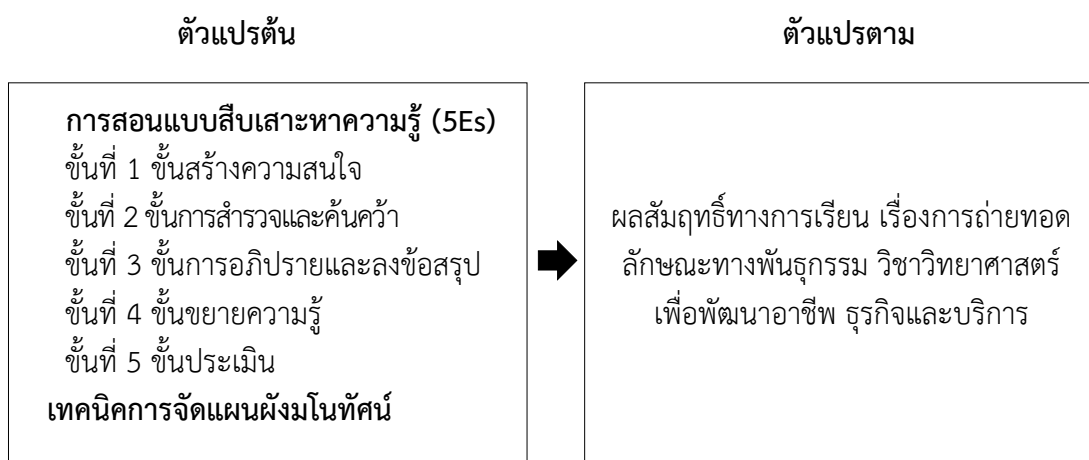 ตัวแปรต้น
ตัวแปรตาม
การสอนแบบสืบเสาะหาความรู้ (5Es)
ขั้นที่ 1 ขั้นสร้างความสนใจ
ขั้นที่ 2 ขั้นการสำรวจและค้นคว้า
ขั้นที่ 3 ขั้นการอภิปรายและลงข้อสรุป
ขั้นที่ 4 ขั้นขยายความรู้
ขั้นที่ 5 ขั้นประเมิน
เทคนิคการจัดแผนผังมโนทัศน์
ผลสัมฤทธิ์ทางการเรียน เรื่องการถ่ายทอด
ลักษณะทางพันธุกรรม วิชาวิทยาศาสตร์
เพื่อพัฒนาอาชีพ ธุรกิจและบริการ